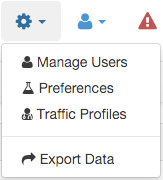 Manage Users
Preferences
Traffic Profiles
Export Data